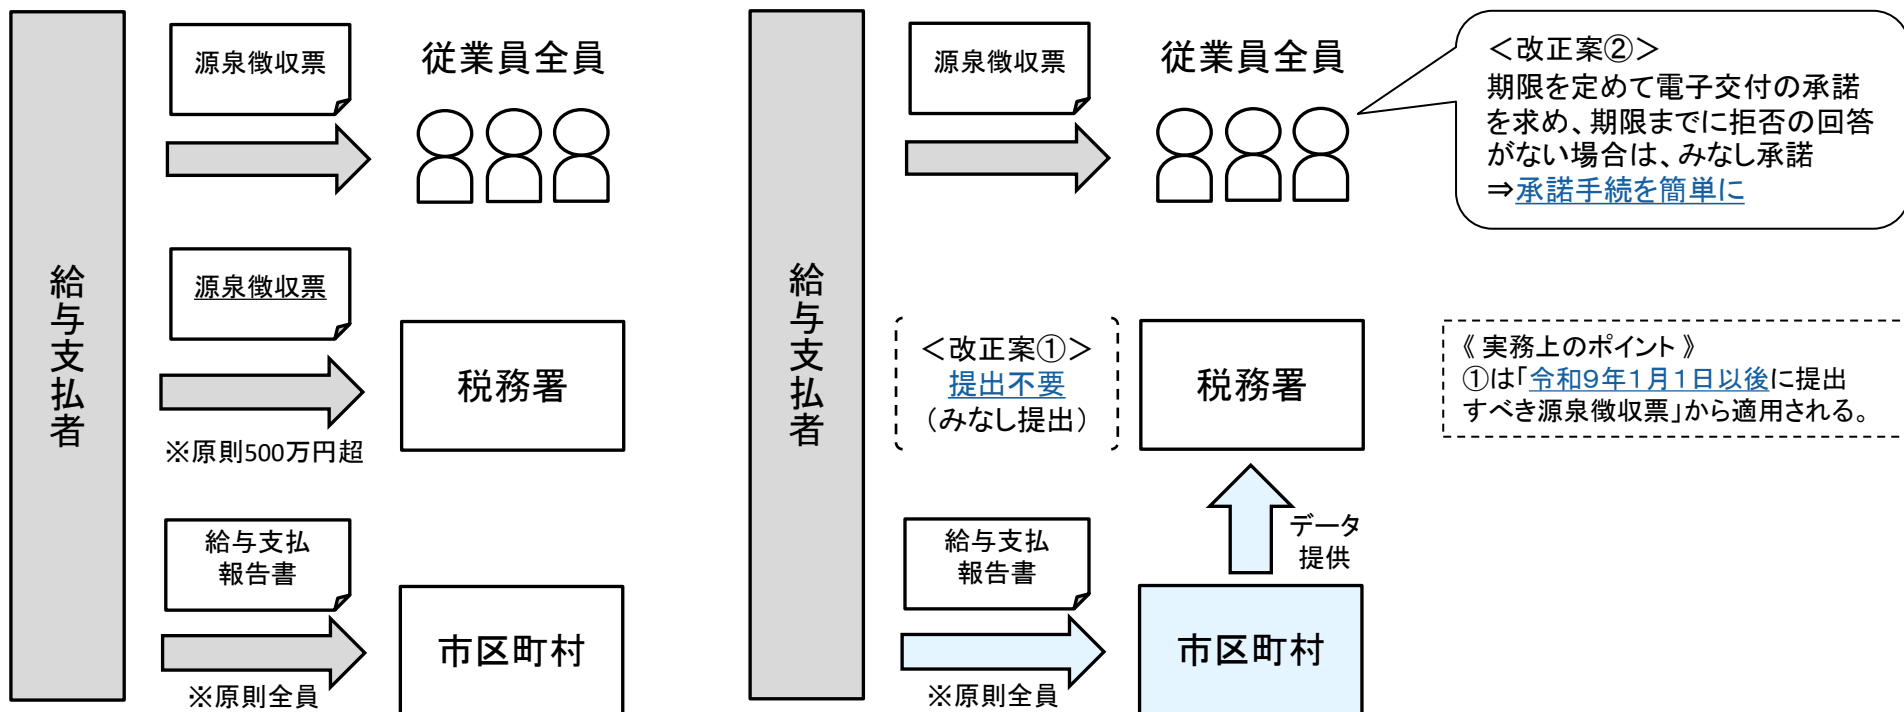 給与支払者
源泉徴収票
従業員全員
源泉徴収票
税務署
※原則500万円超
給与支払
報告書
市区町村
※原則全員
給与支払者
源泉徴収票
従業員全員
＜改正案②＞
期限を定めて電子交付の承諾
を求め、期限までに拒否の回答
がない場合は、みなし承諾
⇒承諾手続を簡単に
＜改正案①＞
提出不要
（みなし提出）
税務署
《 実務上のポイント 》
①は「令和９年１月１日以後に提出
すべき源泉徴収票」から適用される。
データ
提供
給与支払
報告書
市区町村
※原則全員